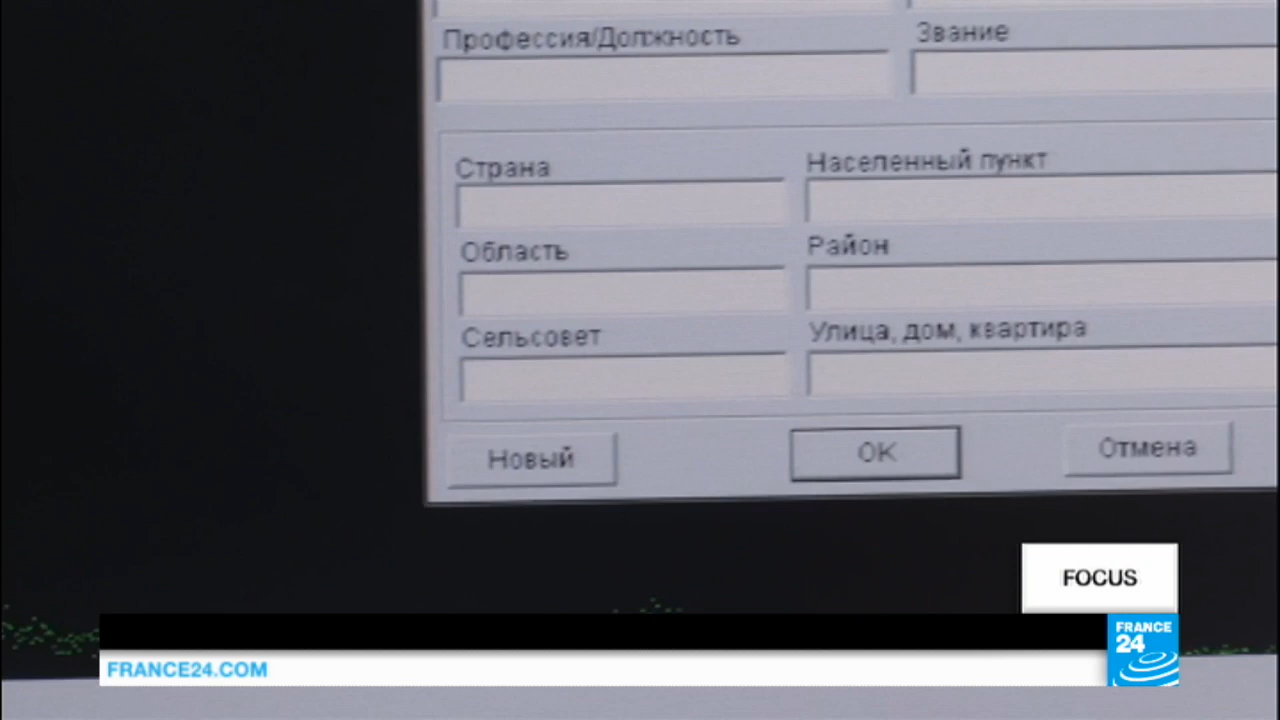 Профессия/Должность Звание
Страна Населенный пункт
Область Район
Сельсовет Улица, дом, квартира
Новый OK Отмена
FOCUS
FRANCE 24
FRANCE24.COM